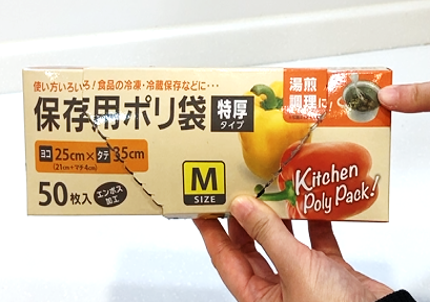 使い方いろいろ!食品の冷凍・冷蔵保存などに・・・
保存用ポリ袋
特厚
タイプ
湯煎
調理に!
ヨコ25cm×タテ35cm
(21cm+マチ4cm)
50枚入
エンボス
加工
M
SIZE
Kitchen
Poly Pack!